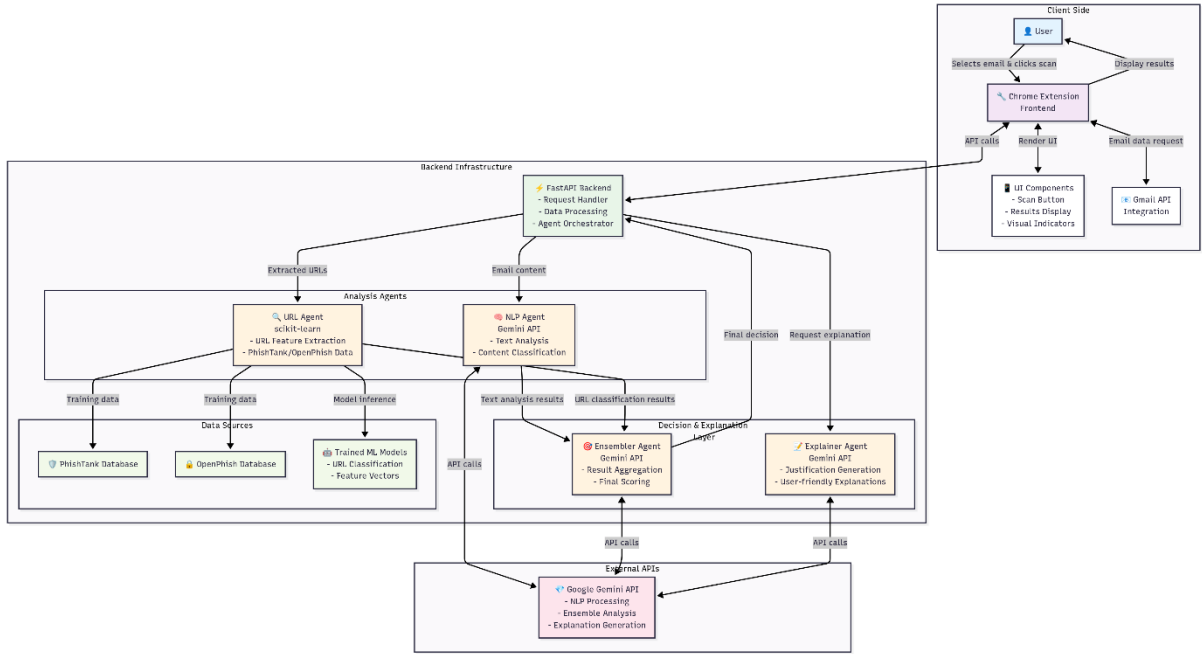 Client Side
👤 User
Selects email & clicks scan
Display results
🔧 Chrome Extension
Frontend
API calls
Render UI
Email data request
📱 UI Components
- Scan Button
- Results Display
- Visual Indicators
📧 Gmail API
Integration
Backend Infrastructure
⚡ FastAPI Backend
- Request Handler
- Data Processing
- Agent Orchestrator
Extracted URLs
Email content
Final decision
Request explanation
Analysis Agents
🔍 URL Agent
scikit-learn
- URL Feature Extraction
- PhishTank/OpenPhish Data
🧠 NLP Agent
Gemini API
- Text Analysis
- Content Classification
Training data
Training data
Model inference
Text analysis results
URL classification results
Data Sources
🛡️ PhishTank Database
🔒 OpenPhish Database
🤖 Trained ML Models
- URL Classification
- Feature Vectors
Decision & Explanation
Layer
🎯 Ensembler Agent
Gemini API
- Result Aggregation
- Final Scoring
📝 Explainer Agent
Gemini API
- Justification Generation
- User-friendly Explanations
API calls
API calls
API calls
External APIs
💎 Google Gemini API
- NLP Processing
- Ensemble Analysis
- Explanation Generation